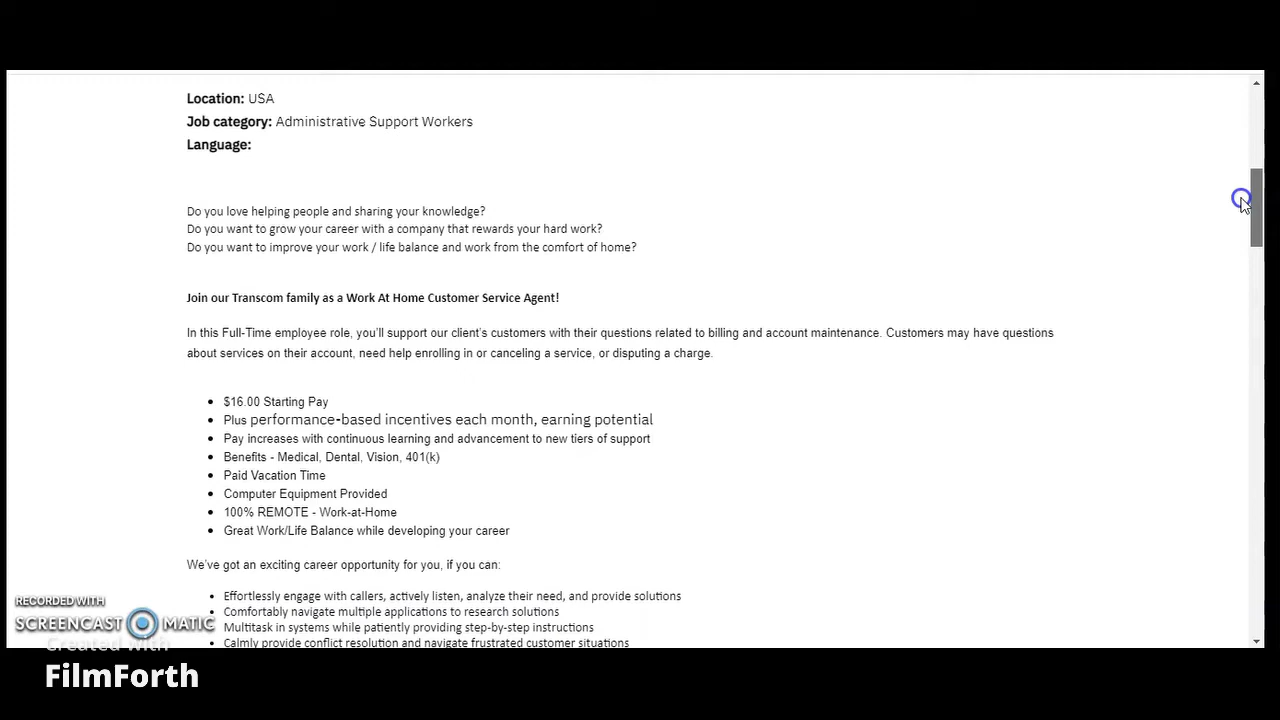 Location: USA
Job category: Administrative Support Workers
Language:
Do you love helping people and sharing your knowledge?
Do you want to grow your career with a company that rewards your hard work?
Do you want to improve your work / life balance and work from the comfort of home?
Join our Transcom family as a Work At Home Customer Service Agent!
In this Full-Time employee role, you'll support our client's customers with their questions related to billing and account maintenance. Customers may have questions
about services on their account, need help enrolling in or canceling a service, or disputing a charge.
• $16.00 Starting Pay
• Plus performance-based incentives each month, earning potential
• Pay increases with continuous learning and advancement to new tiers of support
• Benefits - Medical, Dental, Vision, 401(k)
• Paid Vacation Time
• Computer Equipment Provided
• 100% REMOTE - Work-at-Home
• Great Work/Life Balance while developing your career
We've got an exciting career opportunity for you, if you can:
• Effortlessly engage with callers, actively listen, analyze their need, and provide solutions
• Comfortably navigate multiple applications to research solutions
Multitask in systems while patiently providing step-by-step instructions
Calmly provide conflict resolution and navigate frustrated customer situations
RECORDED WITH
SCREENCAST MATIC
Created with
FilmForth